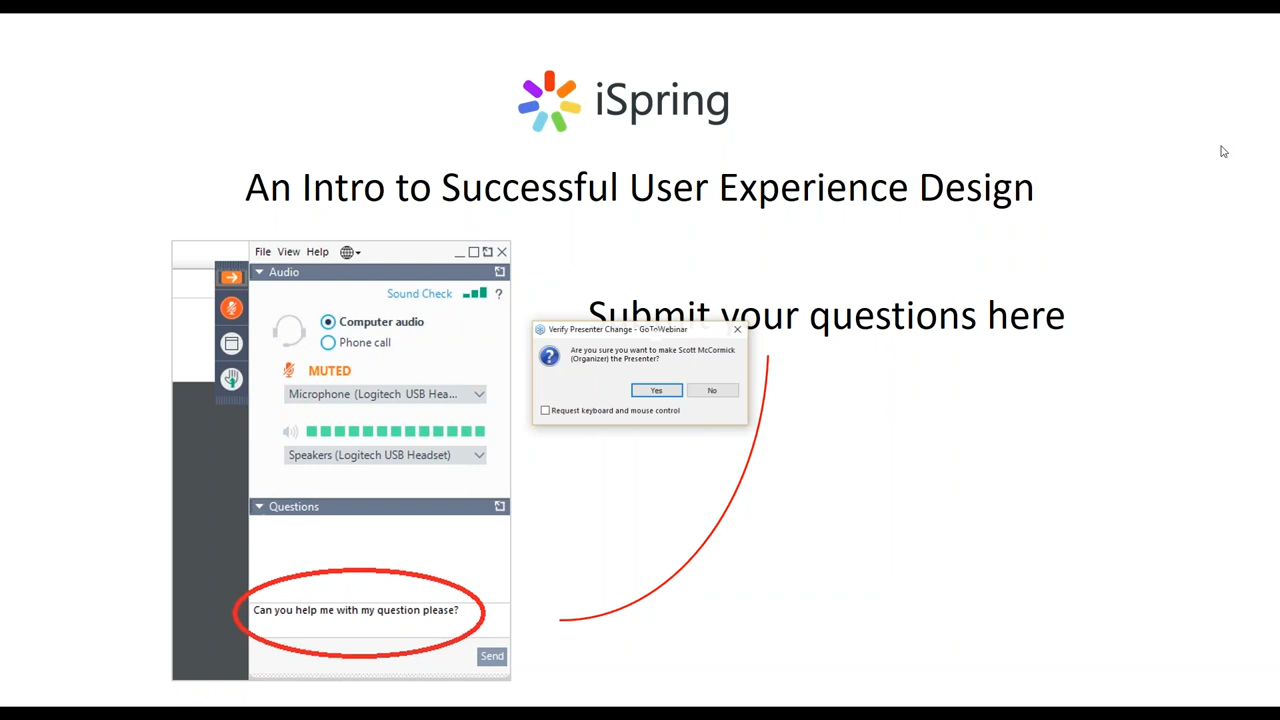 iSpring
An Intro to Successful User Experience Design
File View Help
Audio
Sound Check ?
Computer audio
Phone call
MUTED
Microphone (Logitech USB Hea...
Speakers (Logitech USB Headset)
Questions
Can you help me with my question please?
Send
Submit your questions here
Verify Presenter Change - GoToWebinar
Are you sure you want to make Scott McCormick
(Organizer) the Presenter?
Yes No
Request keyboard and mouse control